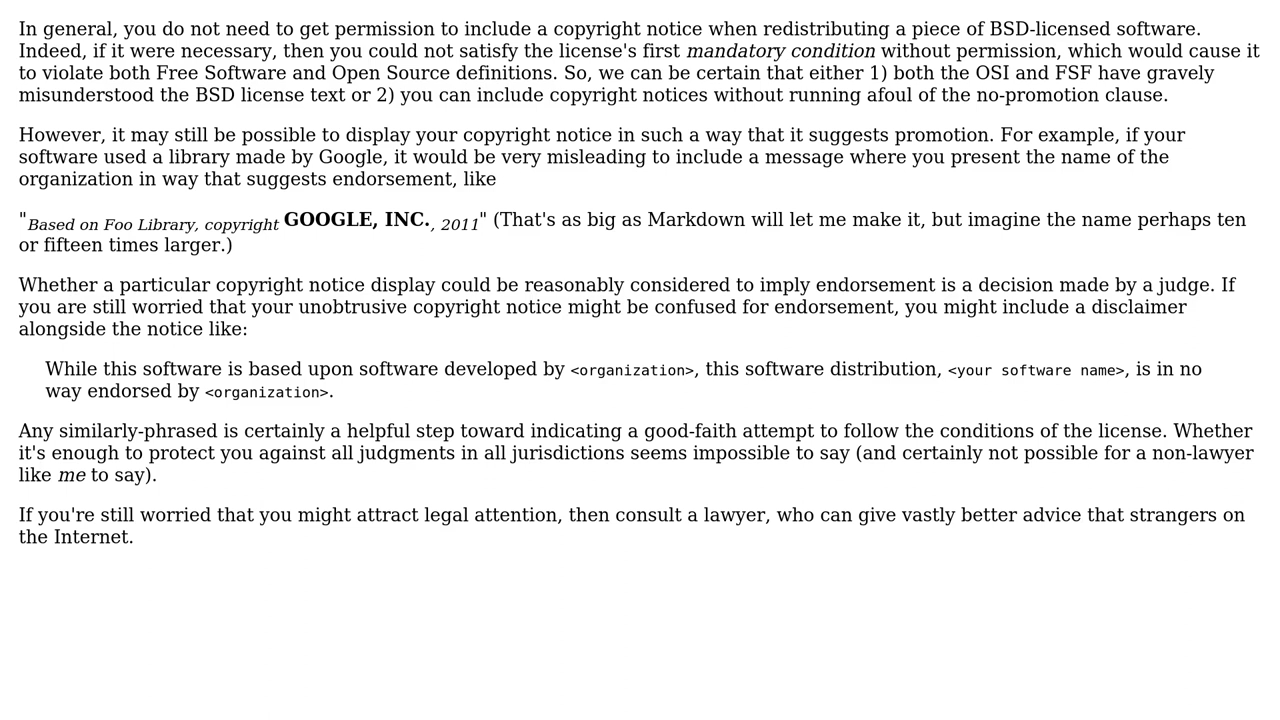 In general, you do not need to get permission to include a copyright notice when redistributing a piece of BSD-licensed software.
Indeed, if it were necessary, then you could not satisfy the license's first mandatory condition without permission, which would cause it
to violate both Free Software and Open Source definitions. So, we can be certain that either 1) both the OSI and FSF have gravely
misunderstood the BSD license text or 2) you can include copyright notices without running afoul of the no-promotion clause.
However, it may still be possible to display your copyright notice in such a way that it suggests promotion. For example, if your
software used a library made by Google, it would be very misleading to include a message where you present the name of the
organization in way that suggests endorsement, like
"Based on Foo Library, copyright GOOGLE, INC., 2011" (That's as big as Markdown will let me make it, but imagine the name perhaps ten
or fifteen times larger.)
Whether a particular copyright notice display could be reasonably considered to imply endorsement is a decision made by a judge. If
you are still worried that your unobtrusive copyright notice might be confused for endorsement, you might include a disclaimer
alongside the notice like:
While this software is based upon software developed by <organization>, this software distribution, <your software name>, is in no
way endorsed by <organization>.
Any similarly-phrased is certainly a helpful step toward indicating a good-faith attempt to follow the conditions of the license. Whether
it's enough to protect you against all judgments in all jurisdictions seems impossible to say (and certainly not possible for a non-lawyer
like me to say).
If you're still worried that you might attract legal attention, then consult a lawyer, who can give vastly better advice that strangers on
the Internet.